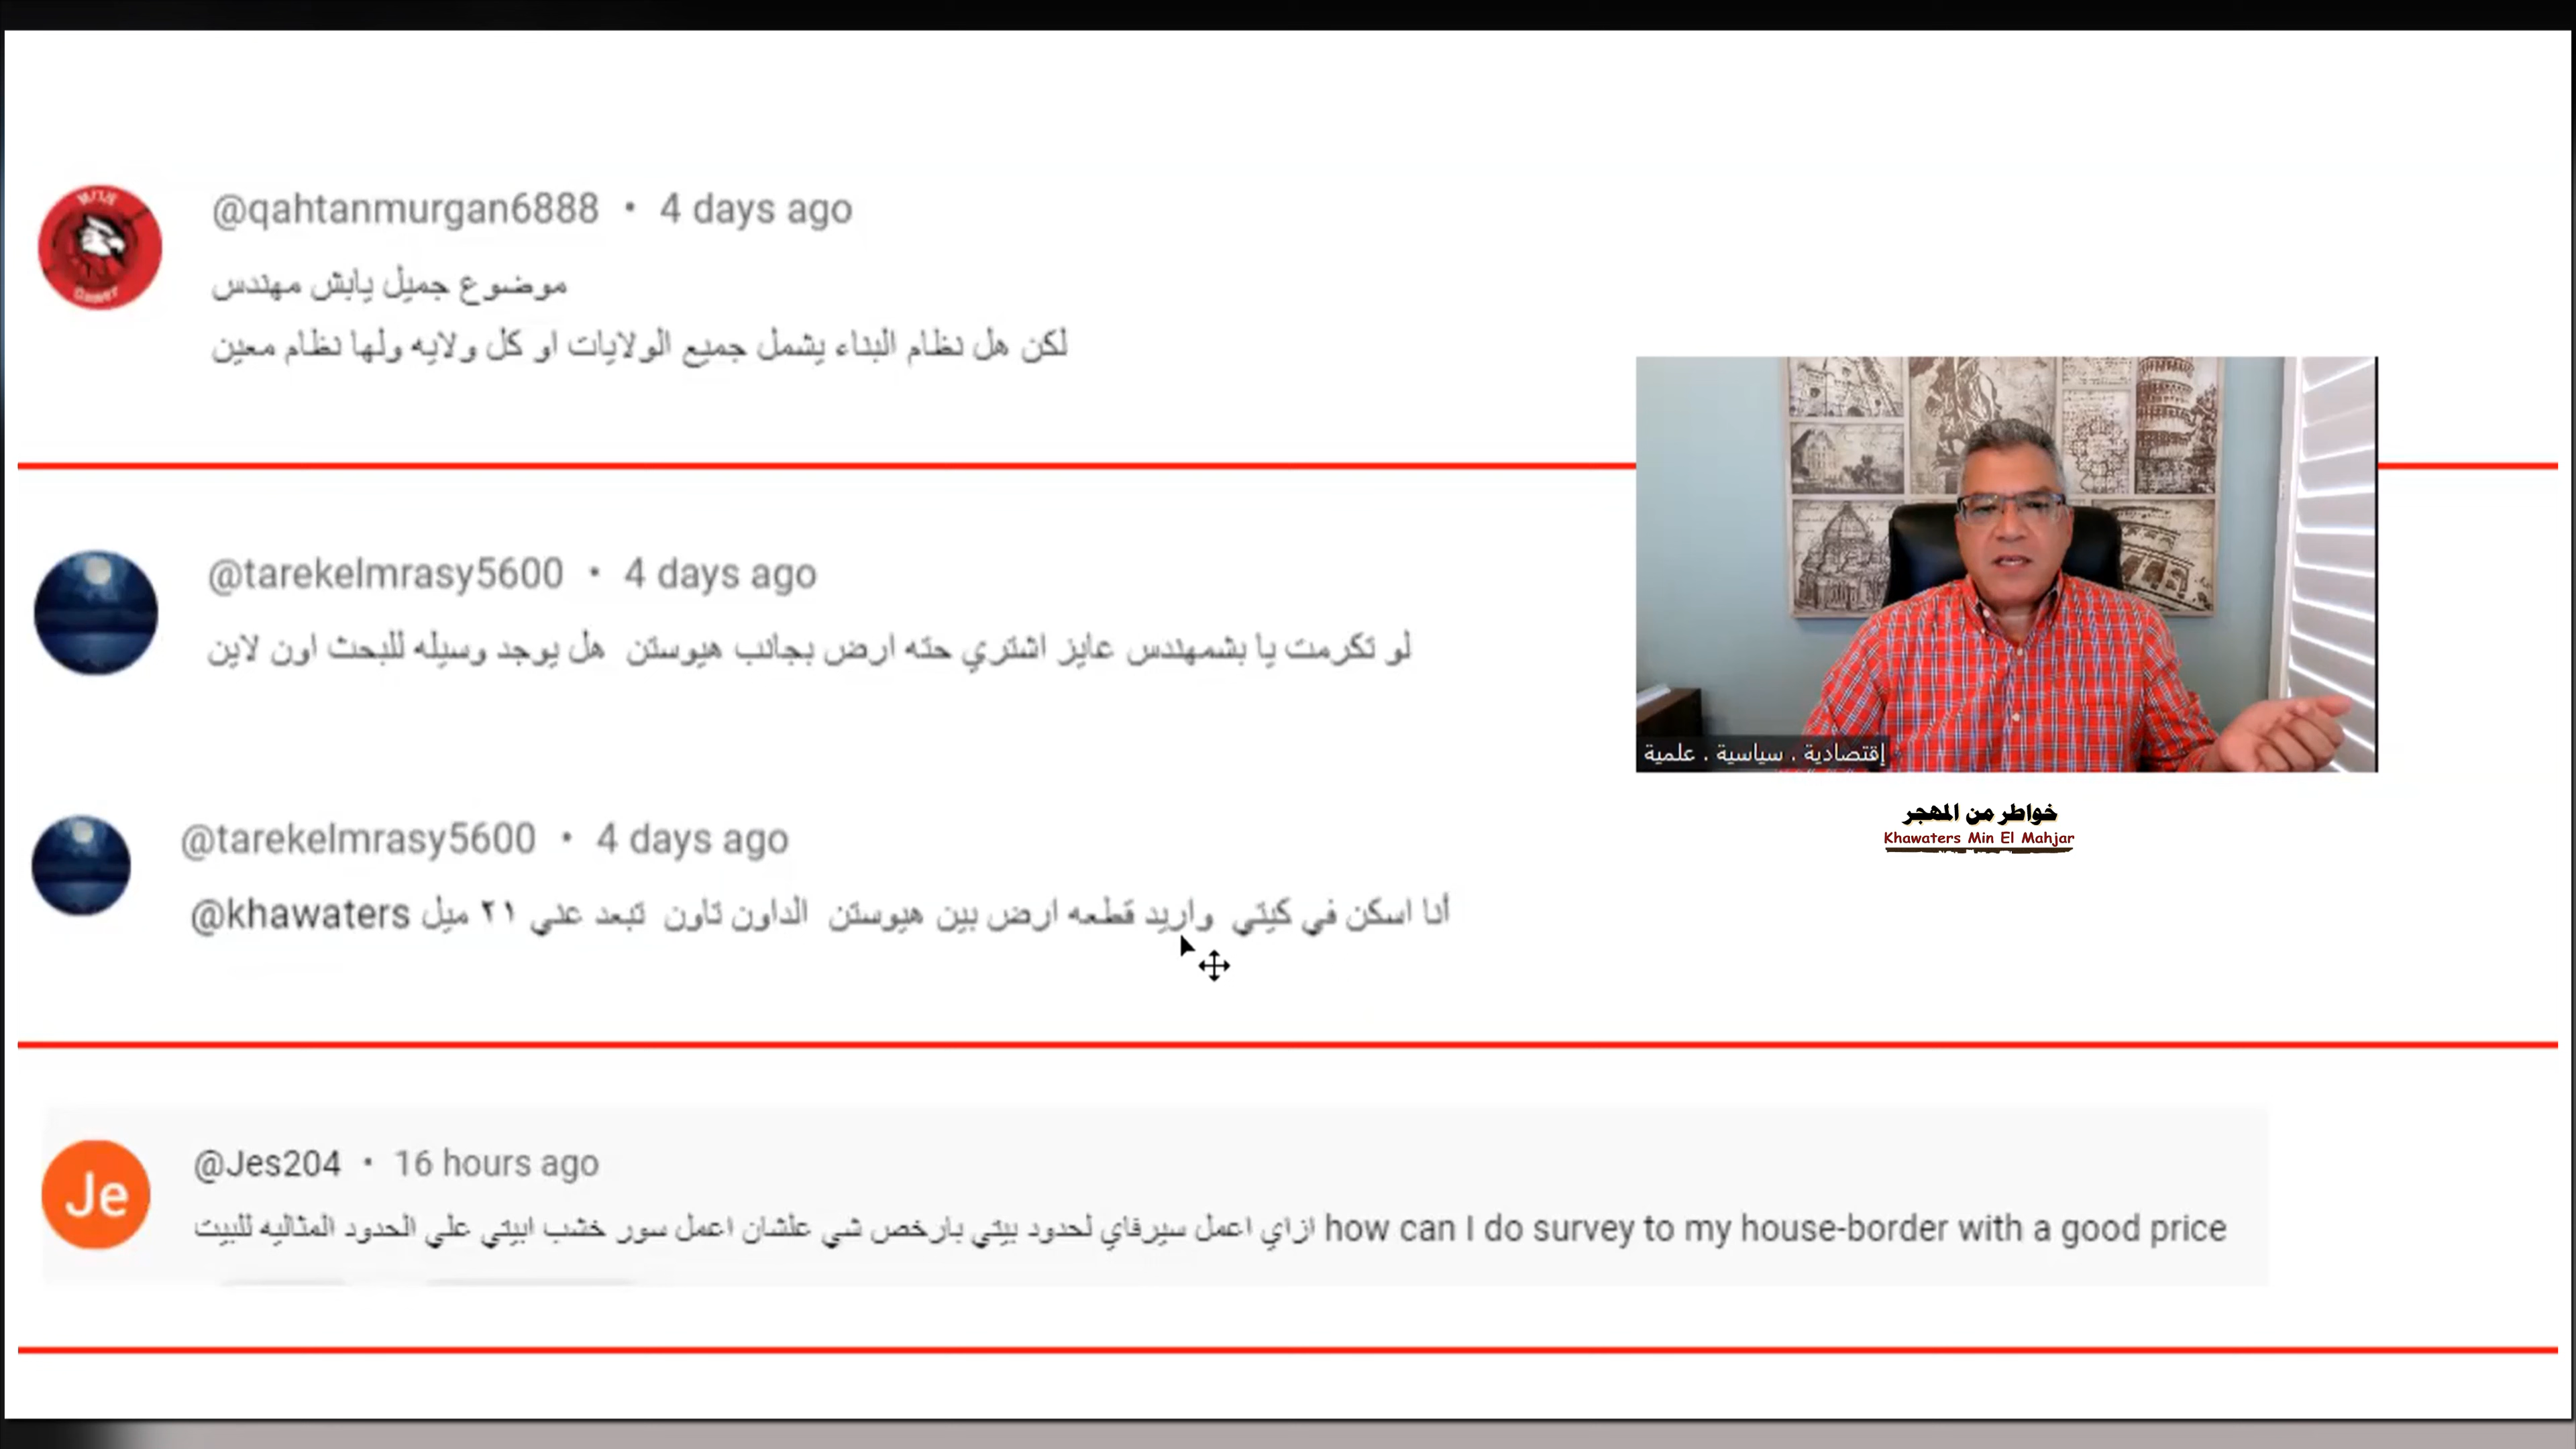 @qahtanmurgan6888 • 4 days ago
موضوع جميل يابش مهندس
لكن هل نظام البناء يشمل جميع الولايات او كل ولايه ولها نظام معين
@tarekelmrasy5600 • 4 days ago
لو تكرمت يا بشمهندس عايز اشتري حته ارض بجانب هيوستن هل يوجد وسيله للبحث اون لاين
@tarekelmrasy5600 • 4 days ago
@khawaters أنا اسكن في كيتي واريد قطعه ارض بين هيوستن الداون تاون تبعد عني ٢١ ميل
إقتصادية . سياسية . علمية
خواطر من المهجر
Khawaters Min El Mahjar
Je
@Jes204 • 16 hours ago
ازاي اعمل سيرفاي لحدود بيتي بارخص شي علشان اعمل سور خشب ابيتي علي الحدود المثاليه للبيت how can I do survey to my house-border with a good price